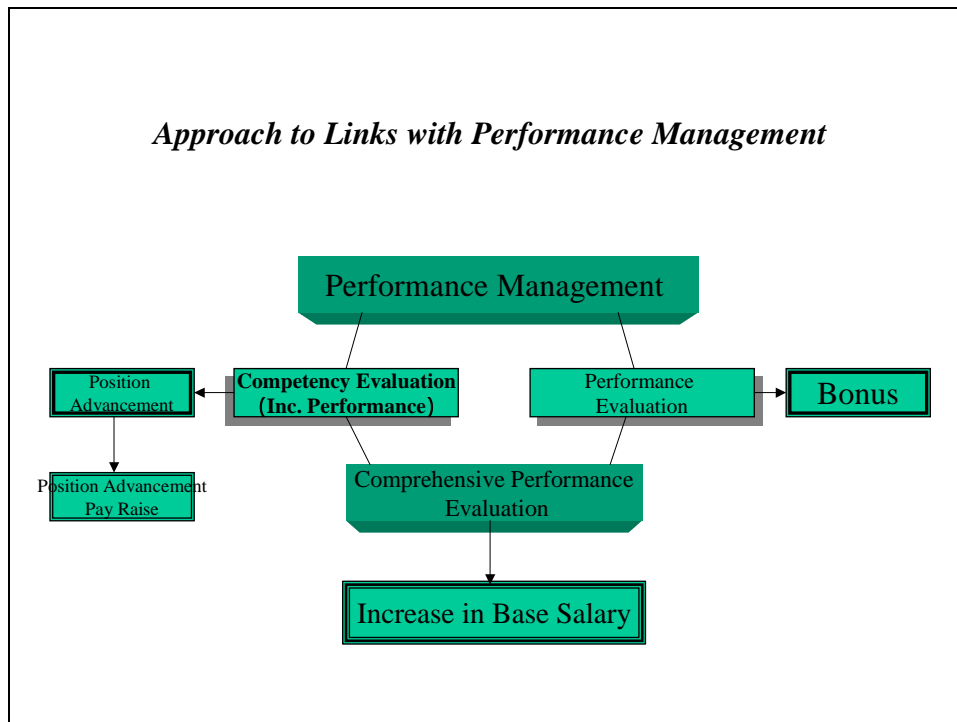 Approach to Links with Performance Management
Performance Management
Position
Advancement
Competency Evaluation
(Inc. Performance)
Performance
Evaluation
Bonus
Position Advancement
Pay Raise
Comprehensive Performance
Evaluation
Increase in Base Salary